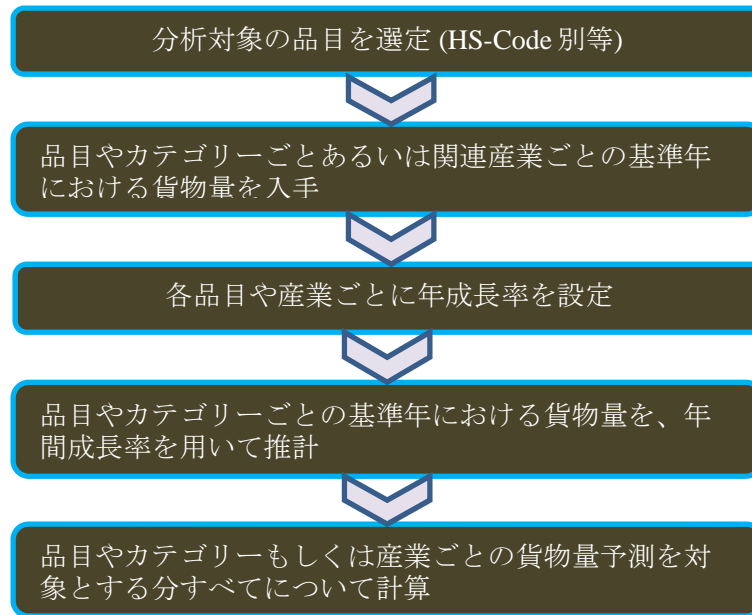 分析対象の品目を選定 (HS-Code 別等)
品目やカテゴリーごとあるいは関連産業ごとの基準年
における貨物量を入手
各品目や産業ごとに年成長率を設定
品目やカテゴリーごとの基準年における貨物量を、年
間成長率を用いて推計
品目やカテゴリーもしくは産業ごとの貨物量予測を対
象とする分すべてについて計算